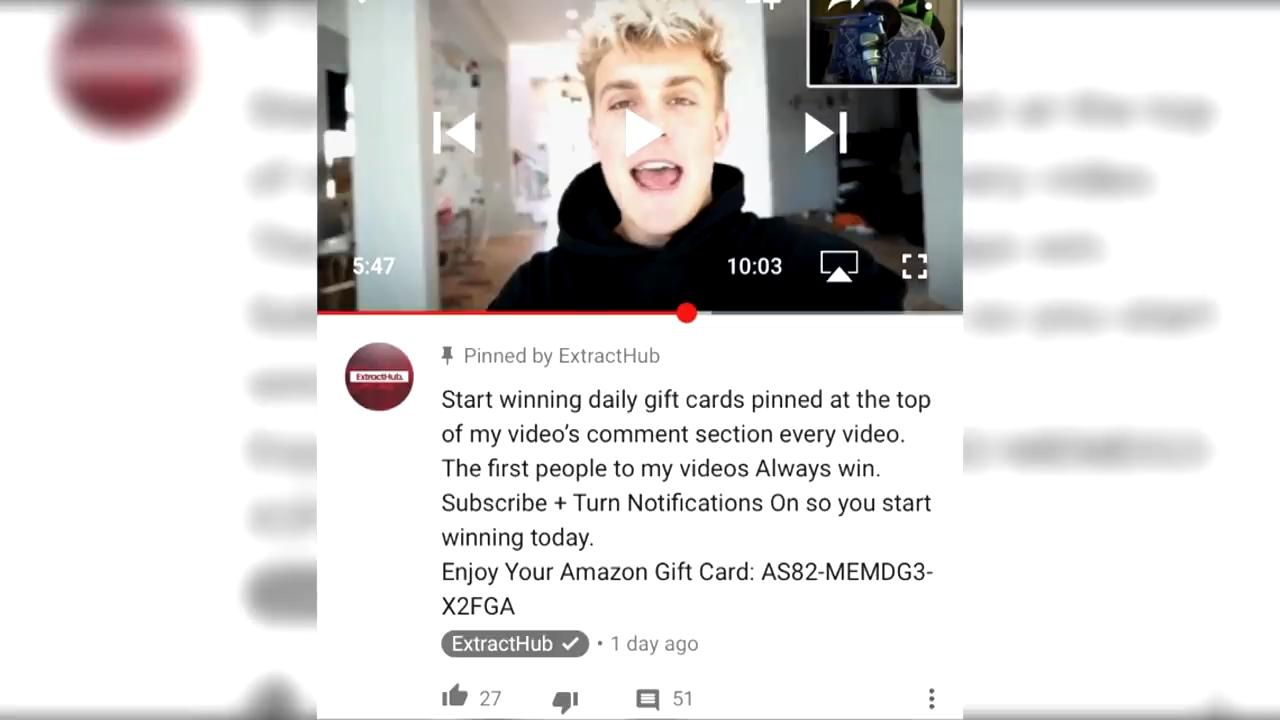 5:47
10:03
Pinned by ExtractHub
ExtractHub.
Start winning daily gift cards pinned at the top
of my video's comment section every video.
The first people to my videos Always win.
Subscribe + Turn Notifications On so you start
winning today.
Enjoy Your Amazon Gift Card: AS82-MEMDG3-
X2FGA
ExtractHub • 1 day ago
27
51